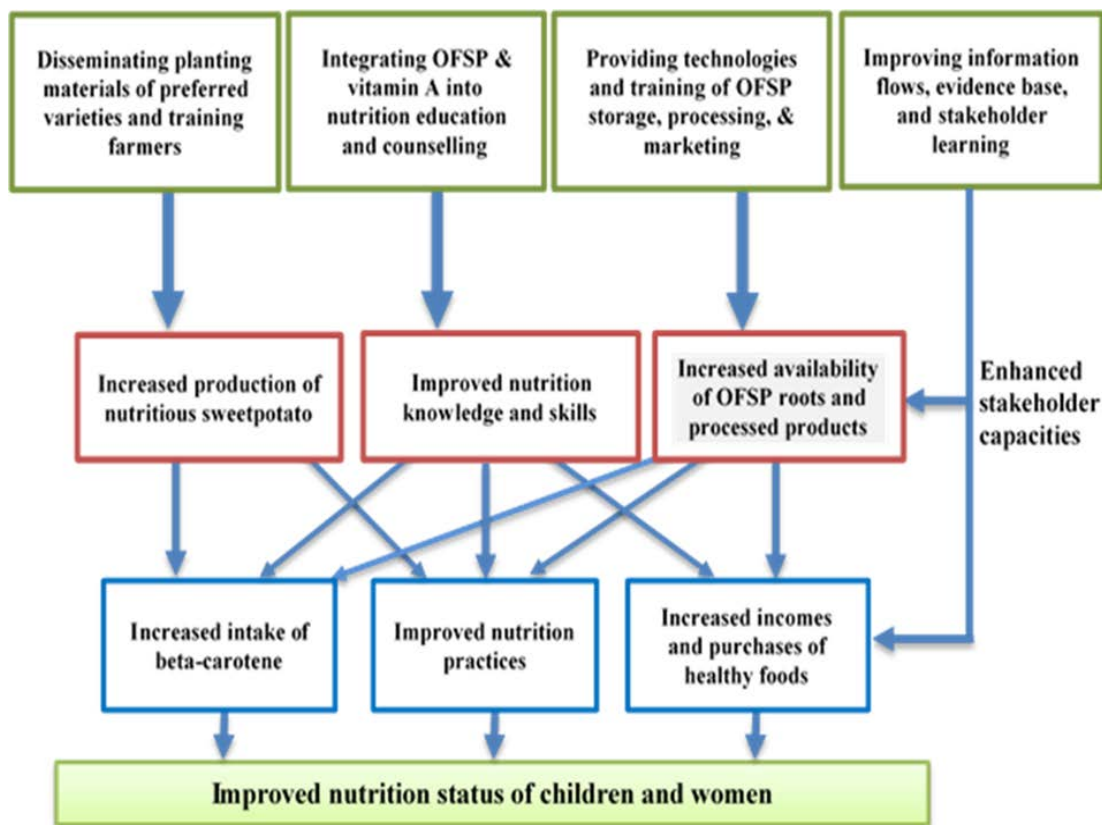 Disseminating planting
materials of preferred
varieties and training
farmers
Integrating OFSP &
vitamin A into
nutrition education
and counselling
Providing technologies
and training of OFSP
storage, processing, &
marketing
Improving information
flows, evidence base,
and stakeholder
learning
Increased production of
nutritious sweetpotato
Improved nutrition
knowledge and skills
Increased availability
of OFSP roots and
processed products
Enhanced
stakeholder
capacities
Increased intake of
beta-carotene
Improved nutrition
practices
Increased incomes
and purchases of
healthy foods
Improved nutrition status of children and women